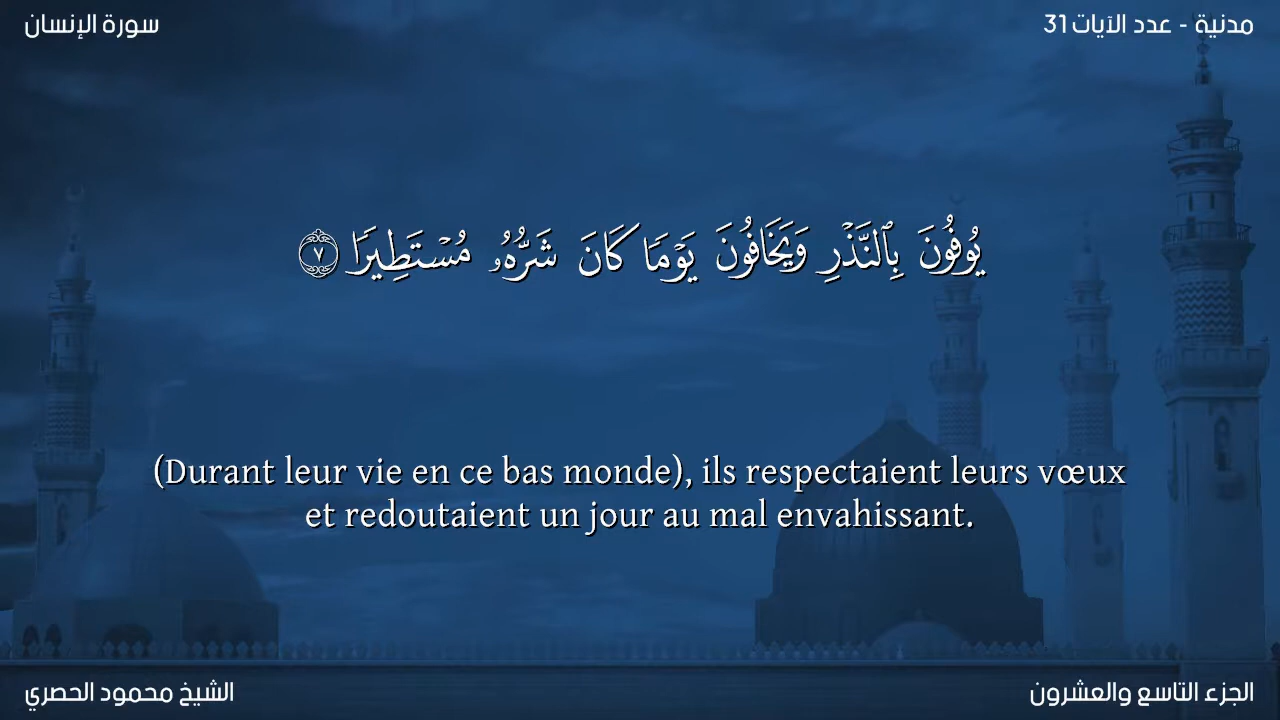 سورة الإنسان
مدنية - عدد الآيات 31
يُوفُونَ بِٱلنَّذْرِ وَيَخَافُونَ يَوْمًا كَانَ شَرُّهُۥ مُسْتَطِيرًا ٧
(Durant leur vie en ce bas monde), ils respectaient leurs vœux
et redoutaient un jour au mal envahissant.
الشيخ محمود الحصري
الجزء التاسع والعشرون